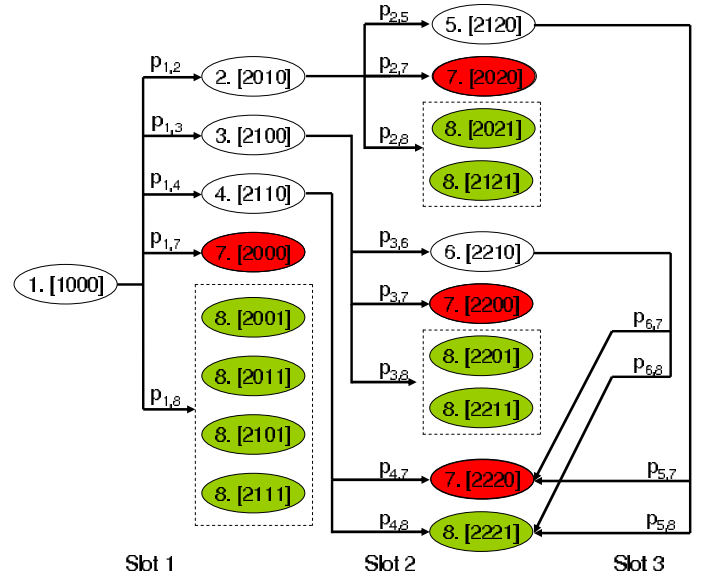 p2,5
5. [2120]
p1,2
2. [2010]
p2,7
7. [2020]
8. [2021]
p1,3
3. [2100]
p2,8
8. [2121]
p1,4
4. [2110]
p1,7
7. [2000]
p3,6
6. [2210]
1. [1000]
p3,7
7. [2200]
8. [2001]
p6,7
8. [2201]
p3,8
p6,8
8. [2011]
p1,8
8. [2211]
8. [2101]
p4,7
7. [2220]
p5,7
8. [2111]
p4,8
8. [2221]
p5,8
Slot 1
Slot 2
Slot 3